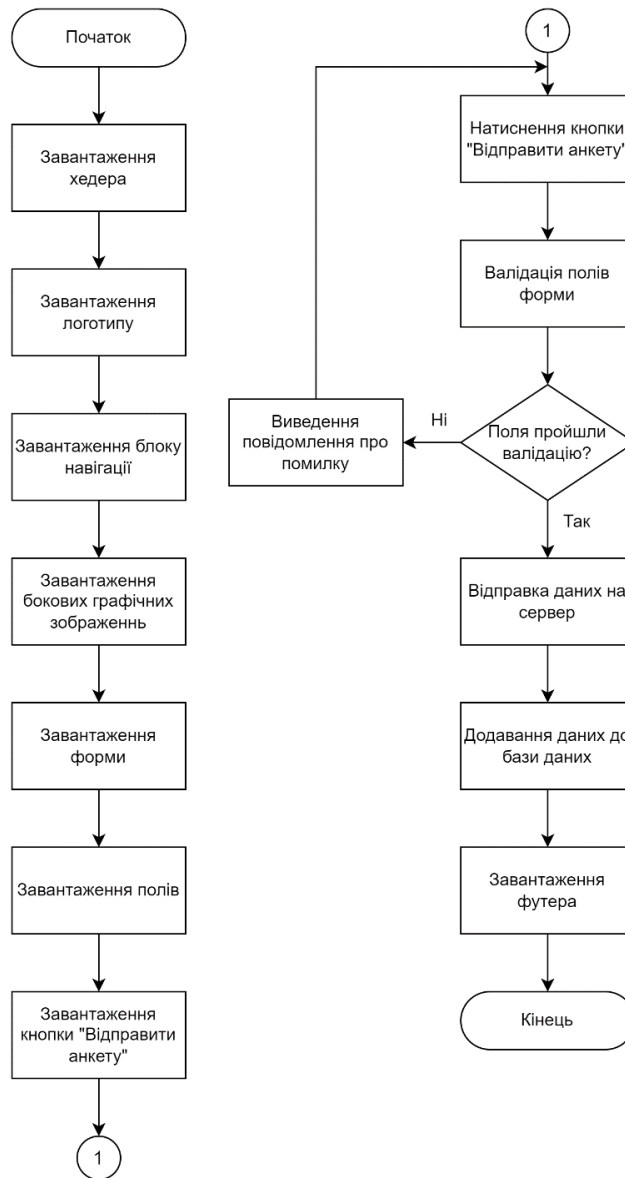 Початок
Завантаження
хедера
Завантаження
логотипу
Завантаження блоку
навігації
Завантаження
бокових графічних
зображеннь
Завантаження
форми
Завантаження полів
Завантаження
кнопки "Відправити
анкету"
1
1
Натиснення кнопки
"Відправити анкету"
Валідація полів
форми
Поля пройшли
валідацію?
Ні
Виведення
повідомлення про
помилку
Так
Відправка даних на
сервер
Додавання даних до
бази даних
Завантаження
футера
Кінець